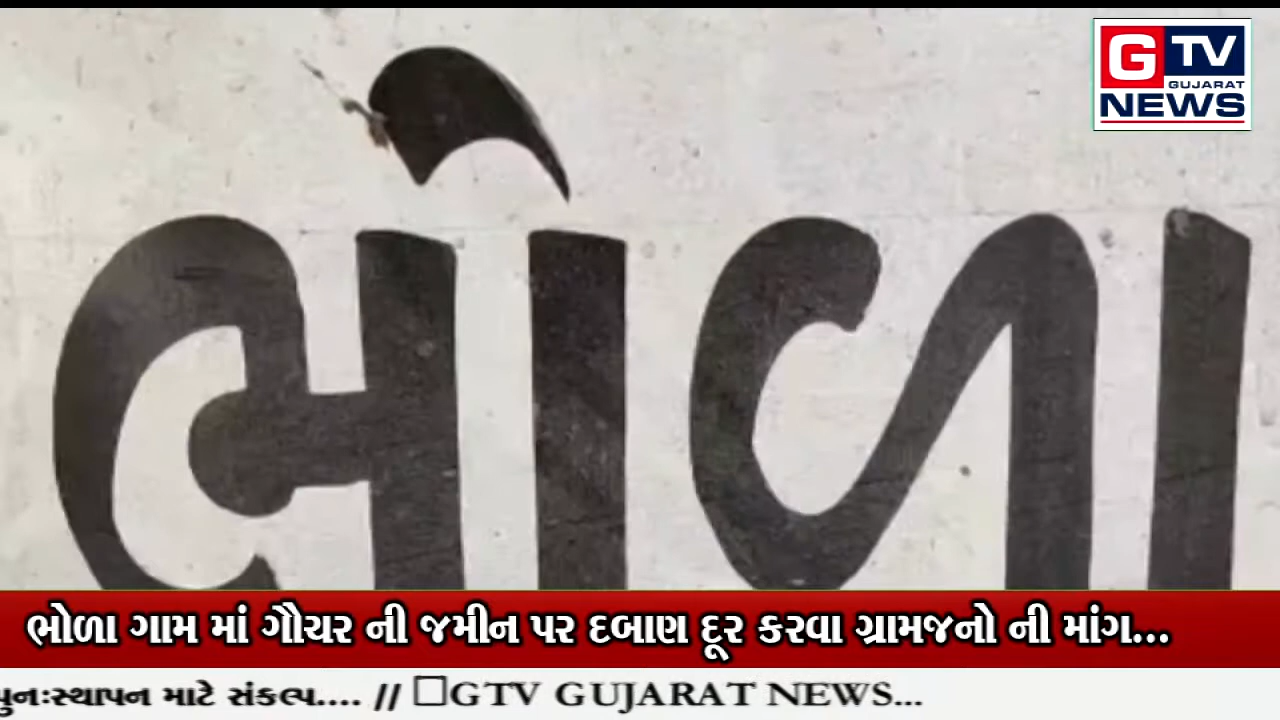 G TV
GUJARAT
NEWS
ભોળા
ભોળા ગામ માં ગૌચર ની જમીન પર દબાણ દૂર કરવા ગ્રામજનો ની માંગ...
પુનઃસ્થાપન માટે સંકલ્પ.... // □GTV GUJARAT NEWS...